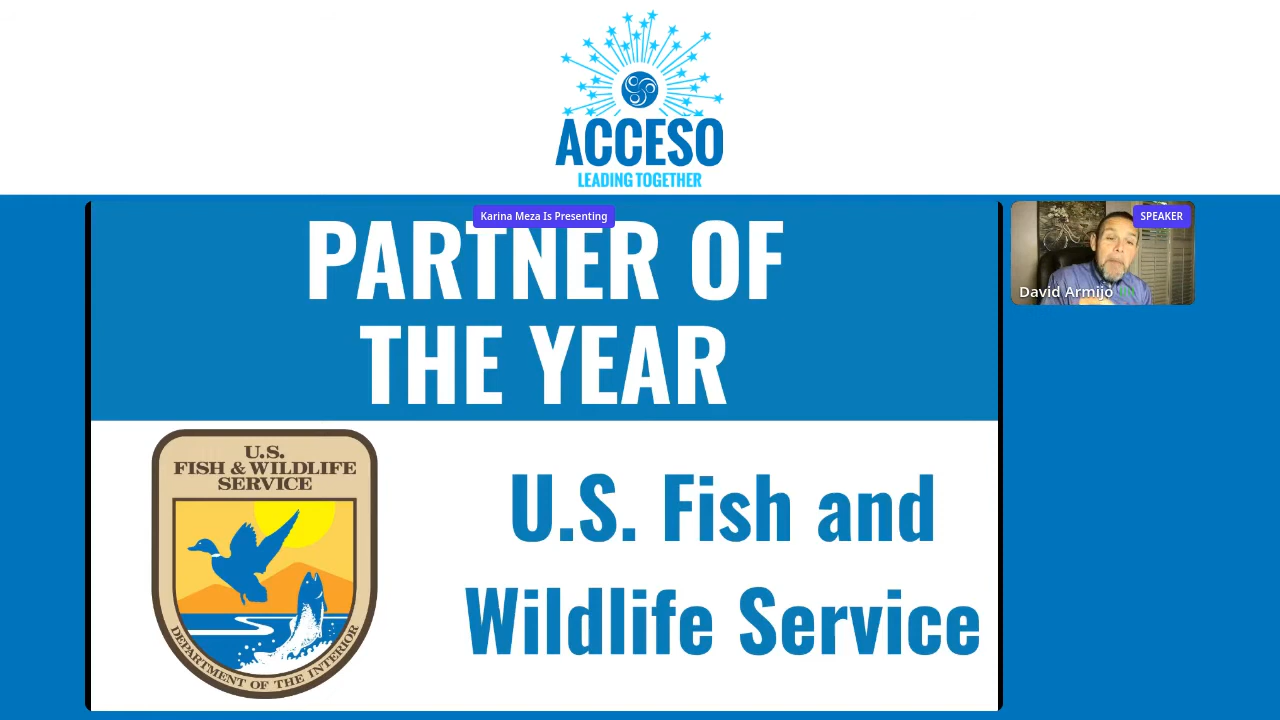 ACCESO
LEADING TOGETHER
Karina Meza Is Presenting
PARTNER OF
THE YEAR
SPEAKER
David Armijo
U.S.
FISH & WILDLIFE
SERVICE
DEPARTMENT OF THE INTERIOR
U.S. Fish and
Wildlife Service